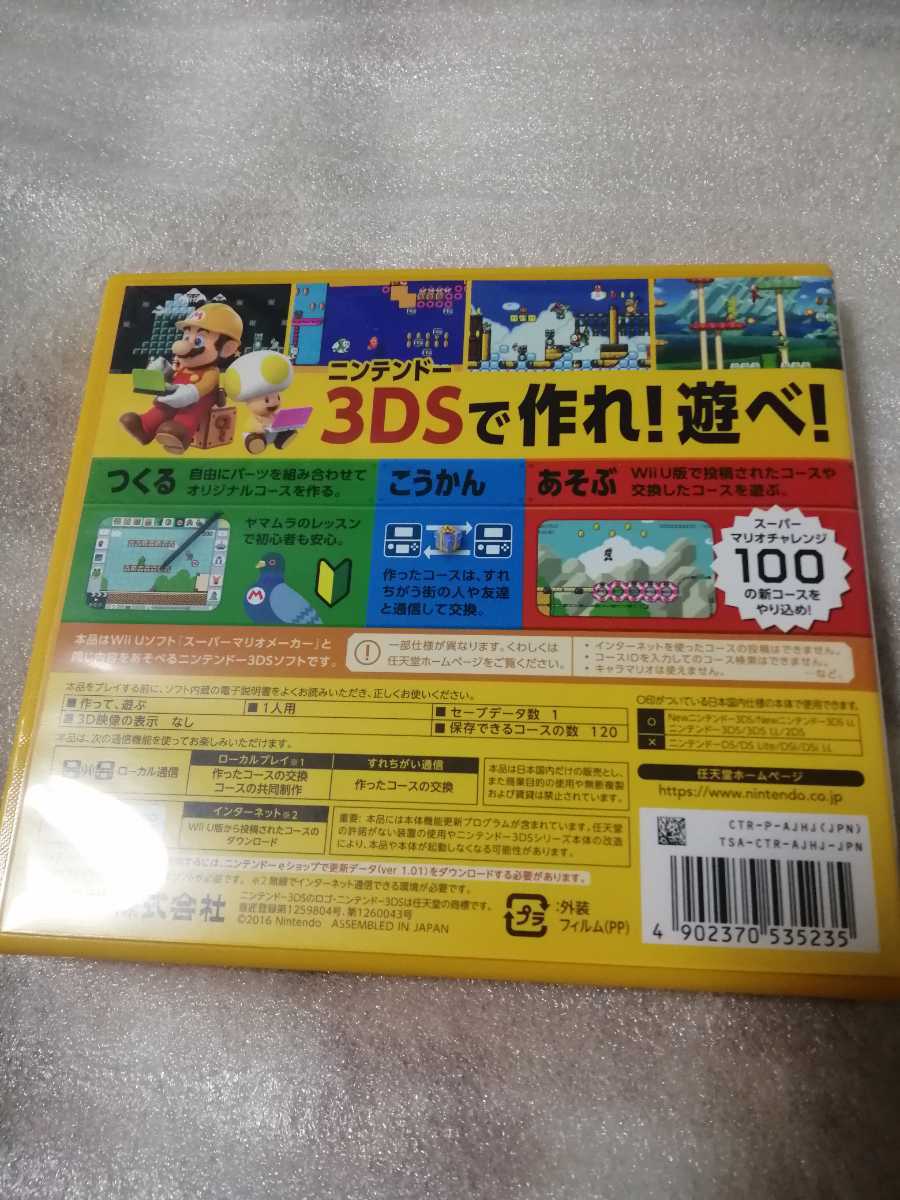 ニンテンドー
3DSで作れ！遊べ！
つくる
自由にパーツを組み合わせて
オリジナルコースを作る。
ヤマムラのレッスン
で初心者も安心。
こうかん
作ったコースは、すれ
ちがう街の人や友達
と通信して交換。
あそぶ
Wii U版で投稿されたコースや
交換したコースを遊ぶ。
スーパー
マリオチャレンジ
100
の新コースを
やり込め!
本品はWii Uソフト『スーパーマリオメーカー』と
同じ内容をあそべるニンテンドー3DSソフトです。
一部仕様が異なります。くわしくは
任天堂ホームページをご覧ください。
・インターネットを使ったコースの投稿はできません。
・コースIDを入力してのコース検索はできません。
・キャラマリオは使えません。
…など。
本品をプレイする前に、ソフト内蔵の電子説明書をよくお読みいただき、正しくお使いください。
■作って、遊ぶ
■1人用
■セーブデータ数 1
■3D映像の表示 なし
■保存できるコースの数 120
○印がついている日本国内仕様の本体で使用できます。
○ Newニンテンドー3DS/Newニンテンドー3DS LL
ニンテンドー3DS/3DS LL/2DS
× ニンテンドーDS/DS Lite/DSi/DSi LL
本品は、次の通信機能を使ってお楽しみいただけます。
ローカル通信
ローカルプレイ※1
作ったコースの交換
コースの共同制作
すれちがい通信
作ったコースの交換
インターネット※2
Wii U版から投稿されたコースの
ダウンロード
本品は日本国内だけの販売とし、
また商業目的の使用や無断複製
および賃貸は禁止されています。
重要: 本品には本体機能更新プログラムが含まれています。任天堂
の許諾がない装置の使用やニンテンドー3DSシリーズ本体の改造
により、本品や本体が起動しなくなる可能性があります。
任天堂ホームページ
https://www.nintendo.co.jp
するには、ニンテンドーeショップで更新データ(ver 1.01)をダウンロードする必要があります。
ソフトが必要です。 ※2無線でインターネット通信できる環境が必要です。
株式会社
ニンテンドー3DSのロゴ・ニンテンドー3DSは任天堂の商標です。
意匠登録第1259804号、第1260043号
©2016 Nintendo ASSEMBLED IN JAPAN
プラ
:外装
フィルム(PP)
CTR-P-AJHJ(JPN)
TSA-CTR-AJHJ-JPN
4 902370 535235